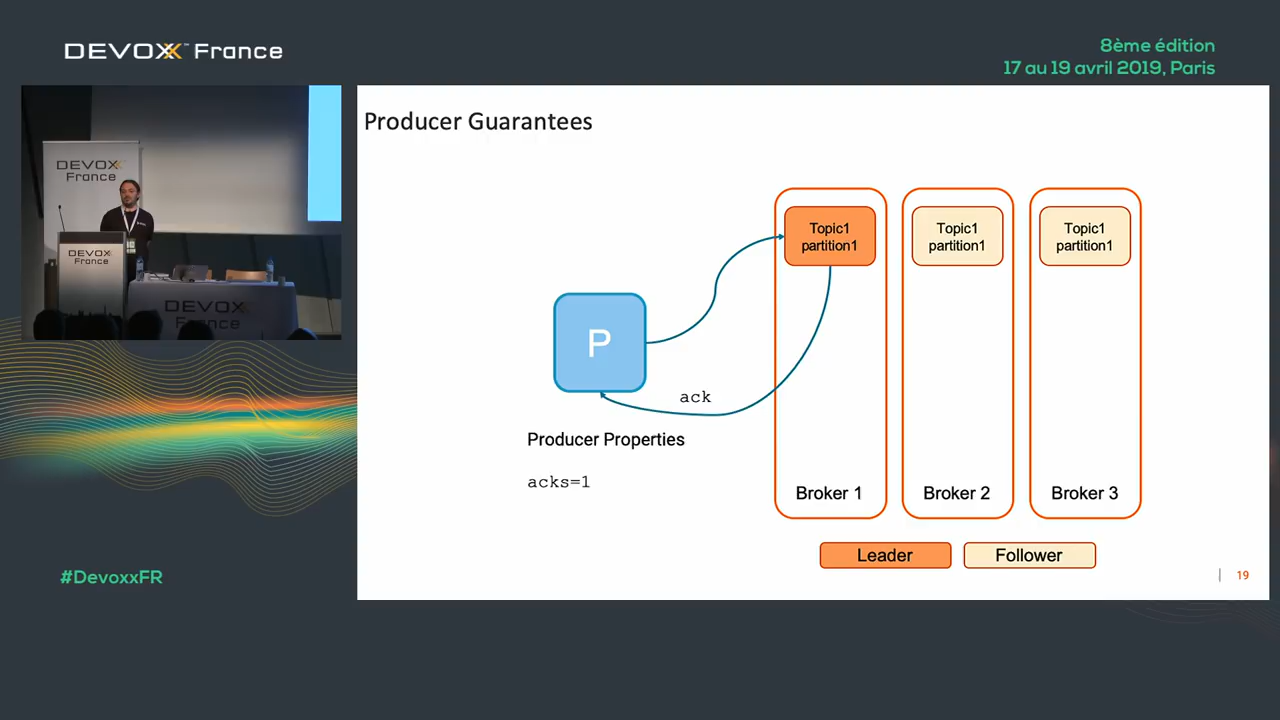 DEVOXX™ France
8ème édition
17 au 19 avril 2019, Paris
DEVOXX
France
DEVOXX
France
DEVOXX
France
Producer Guarantees
Topic1
partition1
Topic1
partition1
Topic1
partition1
P
ack
Producer Properties
acks=1
Broker 1
Broker 2
Broker 3
Leader
Follower
19
#DevoxxFR